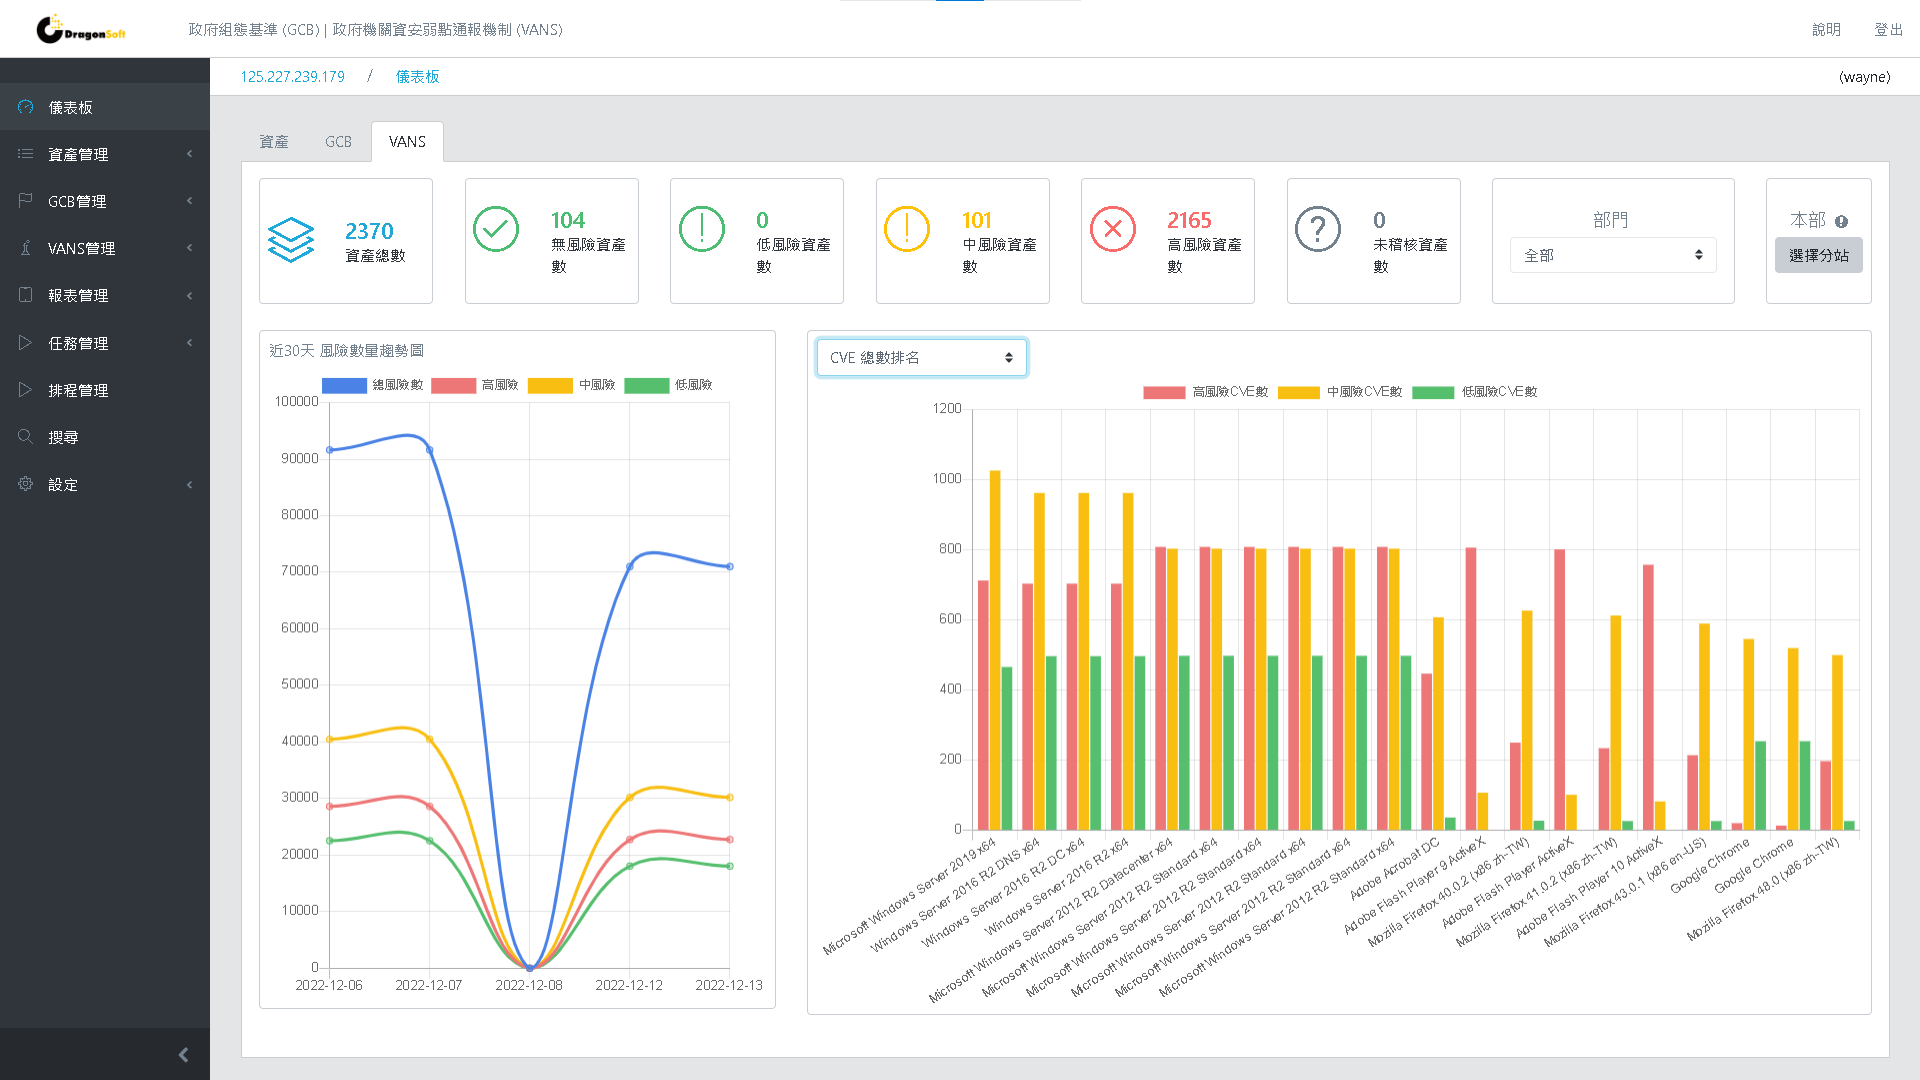 DragonSoft
政府組態基準 (GCB) | 政府機關資安弱點通報機制 (VANS)
說明
登出
125.227.239.179 / 儀表板
(wayne)
儀表板
資產管理
GCB管理
VANS管理
報表管理
任務管理
排程管理
搜尋
設定
資產
GCB
VANS
2370
資產總數
104
無風險資產
數
0
低風險資產
數
101
中風險資產
數
2165
高風險資產
數
0
未稽核資產
數
部門
全部
本部
選擇分站
近30天 風險數量趨勢圖
總風險數
高風險
中風險
低風險
100000
90000
80000
70000
60000
50000
40000
30000
20000
10000
0
2022-12-06
2022-12-07
2022-12-08
2022-12-12
2022-12-13
CVE 總數排名
高風險CVE數
中風險CVE數
低風險CVE數
1200
1000
800
600
400
200
0
Microsoft Windows Server 2019 x64
Windows Server 2016 R2 DNS x64
Windows Server 2016 R2 DC x64
Windows Server 2016 R2 x64
Microsoft Windows Server 2012 R2 Datacenter x64
Microsoft Windows Server 2012 R2 Standard x64
Microsoft Windows Server 2012 R2 Standard x64
Microsoft Windows Server 2012 R2 Standard x64
Microsoft Windows Server 2012 R2 Standard x64
Microsoft Windows Server 2012 R2 Standard x64
Adobe Acrobat DC
Adobe Flash Player 9 ActiveX
Mozilla Firefox 40.0.2 (x86 zh-TW)
Adobe Flash Player ActiveX
Mozilla Firefox 41.0.2 (x86 zh-TW)
Adobe Flash Player 10 ActiveX
Mozilla Firefox 43.0.1 (x86 en-US)
Google Chrome
Google Chrome
Mozilla Firefox 48.0 (x86 zh-TW)